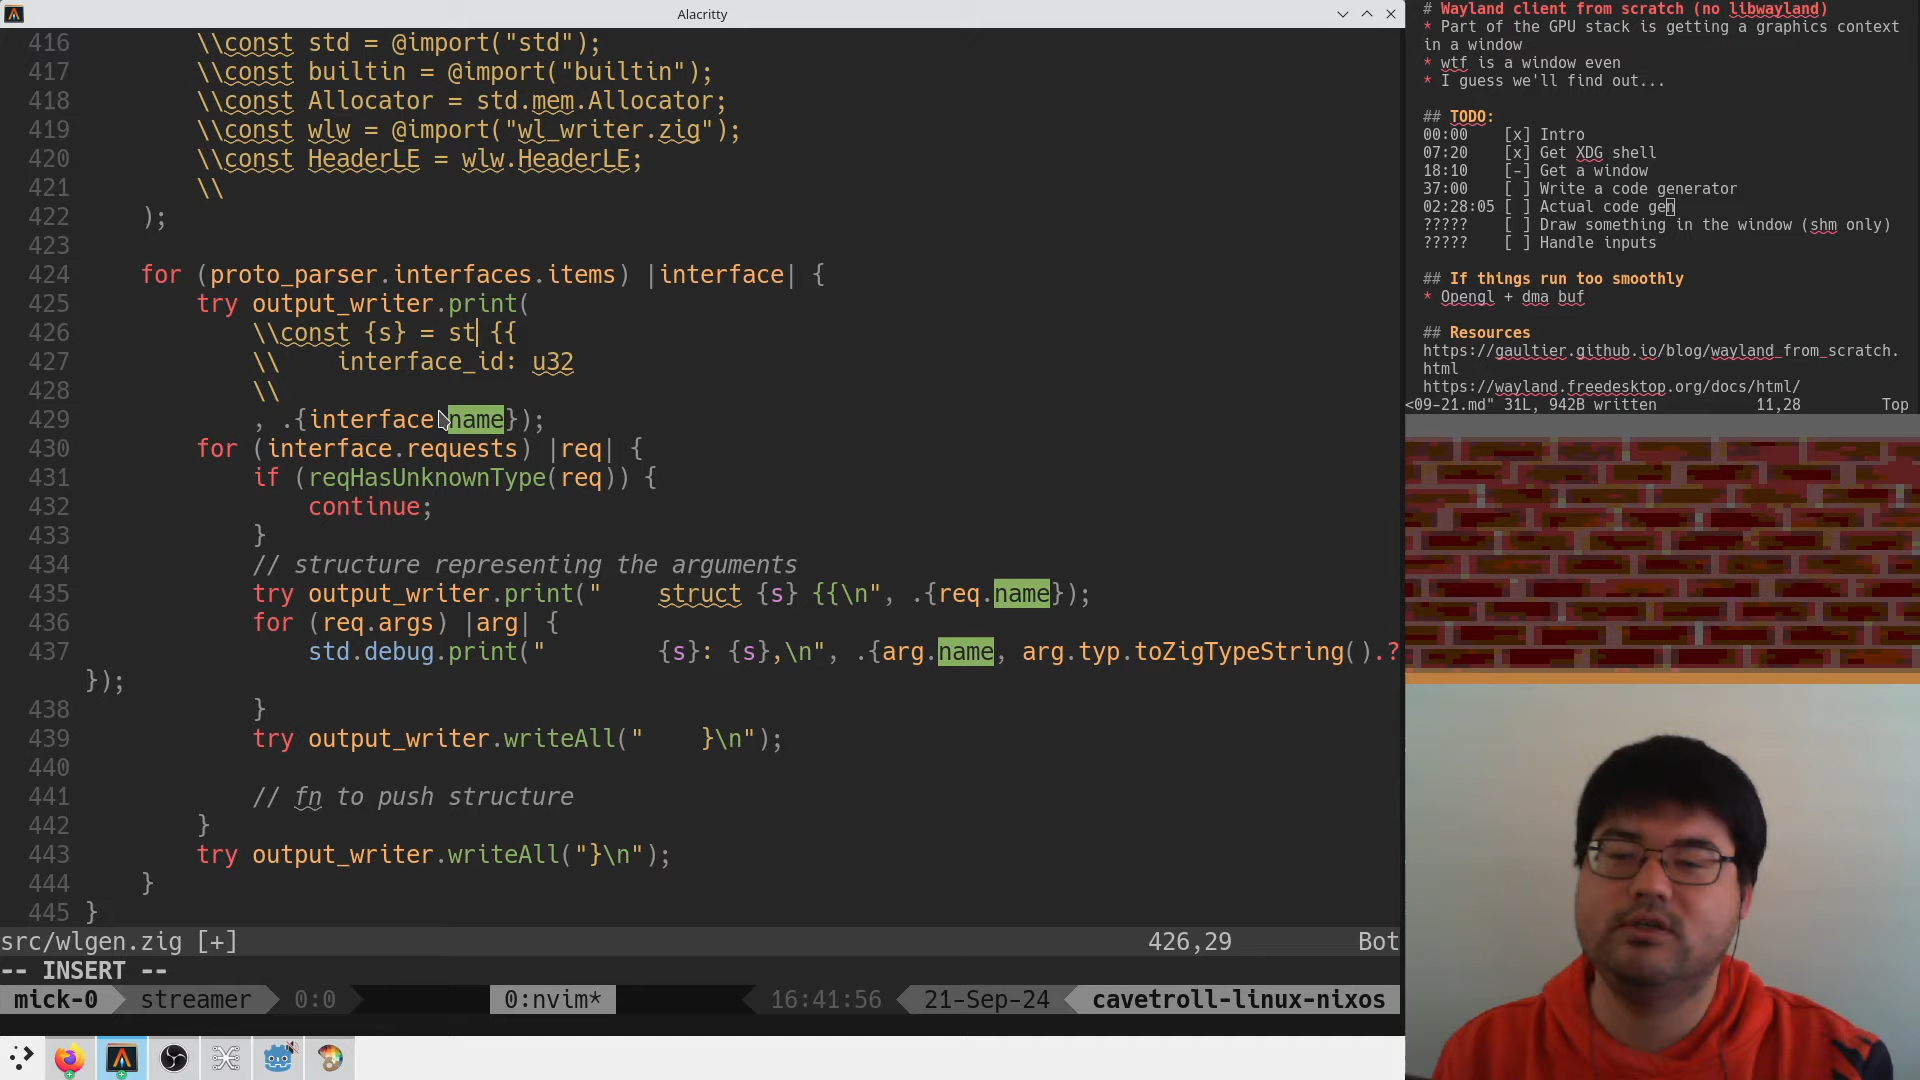 Alacritty
416 \\const std = @import("std");
417 \\const builtin = @import("builtin");
418 \\const Allocator = std.mem.Allocator;
419 \\const wlw = @import("wl_writer.zig");
420 \\const HeaderLE = wlw.HeaderLE;
421 \\
422 );
423
424 for (proto_parser.interfaces.items) |interface| {
425 try output_writer.print(
426 \\const {s} = st {{
427 \\    interface_id: u32
428 \\
429 , .{interface.name});
430 for (interface.requests) |req| {
431 if (reqHasUnknownType(req)) {
432 continue;
433 }
434 // structure representing the arguments
435 try output_writer.print("    struct {s} {{\n", .{req.name});
436 for (req.args) |arg| {
437 std.debug.print("        {s}: {s},\n", .{arg.name, arg.typ.toZigTypeString().?
});
438 }
439 try output_writer.writeAll("    }\n");
440
441 // fn to push structure
442 }
443 try output_writer.writeAll("}\n");
444 }
445 }
src/wlgen.zig [+] 426,29 Bot
-- INSERT --
mick-0 streamer 0:0 0:nvim* 16:41:56 21-Sep-24 cavetroll-linux-nixos
# Wayland client from scratch (no libwayland)
* Part of the GPU stack is getting a graphics context
in a window
* wtf is a window even
* I guess we'll find out...
## TODO:
00:00 [x] Intro
07:20 [x] Get XDG shell
18:10 [-] Get a window
37:00 [ ] Write a code generator
02:28:05 [ ] Actual code gen
????? [ ] Draw something in the window (shm only)
????? [ ] Handle inputs
## If things run too smoothly
* Opengl + dma buf
## Resources
https://gaultier.github.io/blog/wayland_from_scratch.
html
https://wayland.freedesktop.org/docs/html/
<09-21.md" 31L, 942B written 11,28 Top